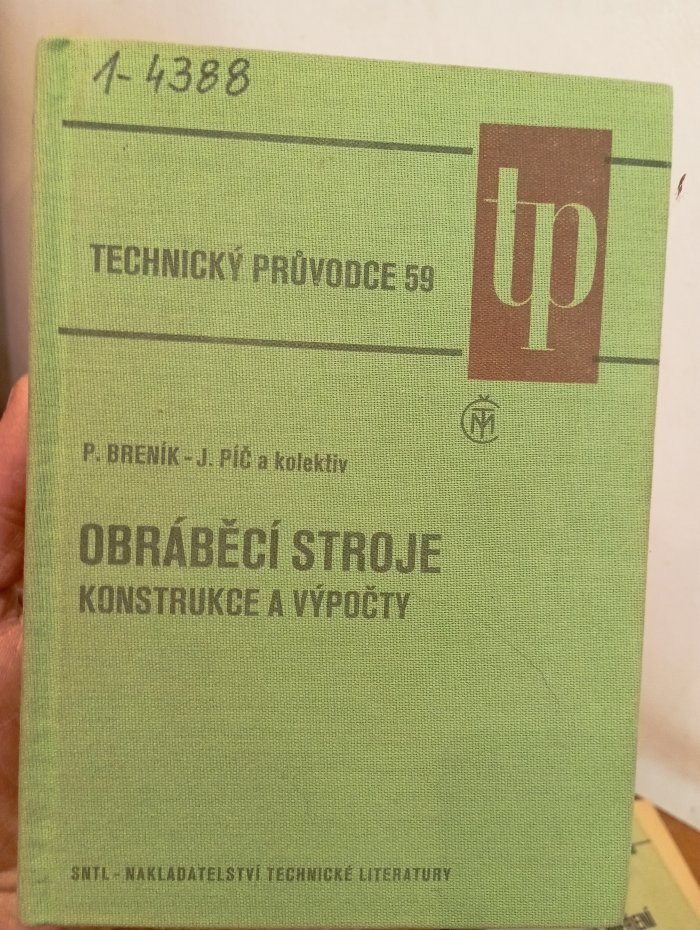 1-4388
tp
TECHNICKÝ PRŮVODCE 59
P. BRENÍK - J. PÍČ a kolektiv
OBRÁBĚCÍ STROJE
KONSTRUKCE A VÝPOČTY
SNTL - NAKLADATELSTVÍ TECHNICKÉ LITERATURY